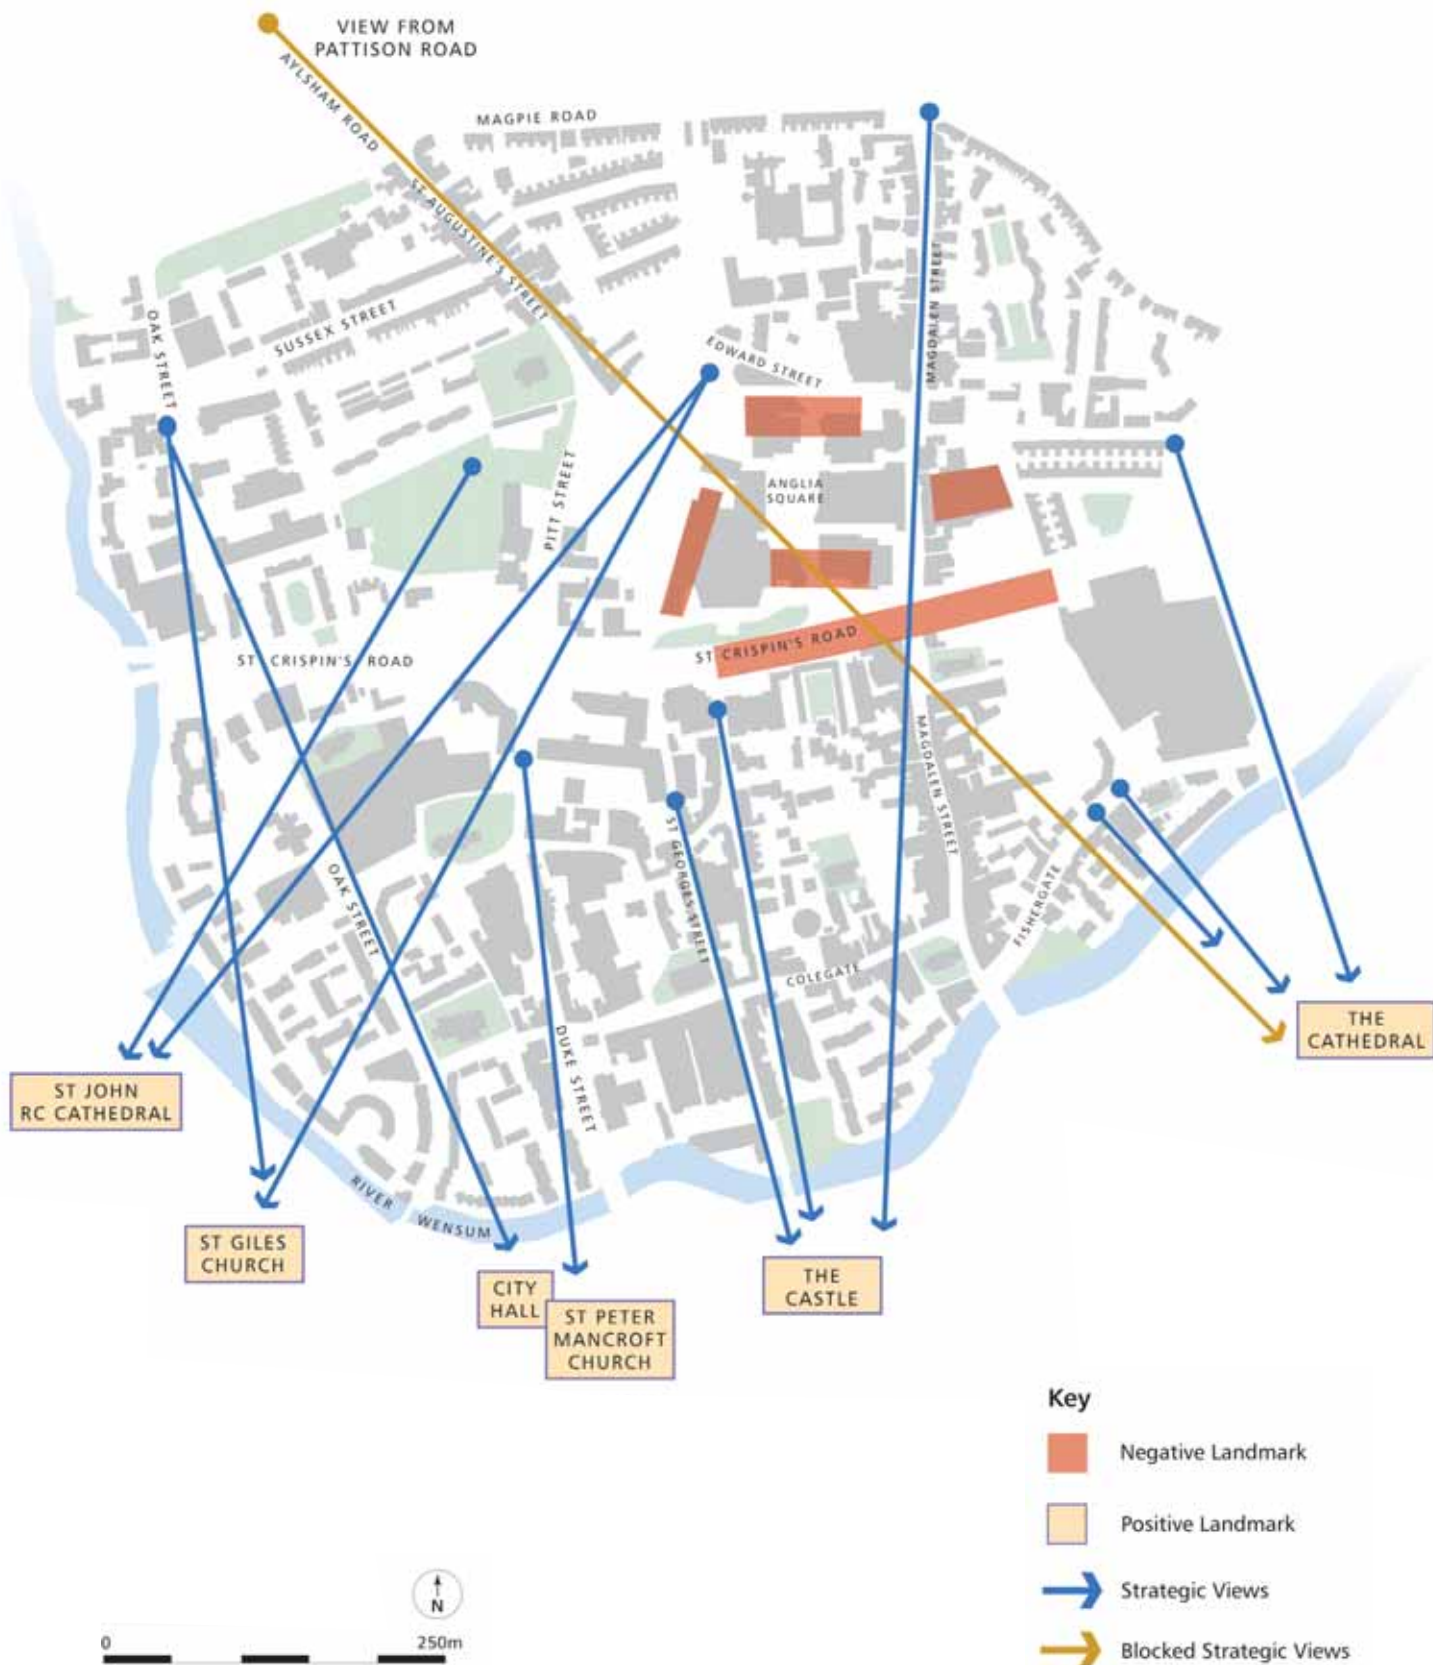 VIEW FROM
PATTISON ROAD
AYLSHAM ROAD
MAGPIE ROAD
ST AUGUSTINE'S STREET
OAK STREET
SUSSEX STREET
MAGDALEN STREET
EDWARD STREET
PITT STREET
ANGLIA
SQUARE
ST CRISPIN'S ROAD
ST CRISPIN'S ROAD
MAGDALEN STREET
ST GEORGES STREET
OAK STREET
FISHERGATE
COLEGATE
DUKE STREET
THE
CATHEDRAL
ST JOHN
RC CATHEDRAL
RIVER
WENSUM
ST GILES
CHURCH
CITY
HALL
ST PETER
MANCROFT
CHURCH
THE
CASTLE
Key
Negative Landmark
Positive Landmark
Strategic Views
Blocked Strategic Views
N
0 250m